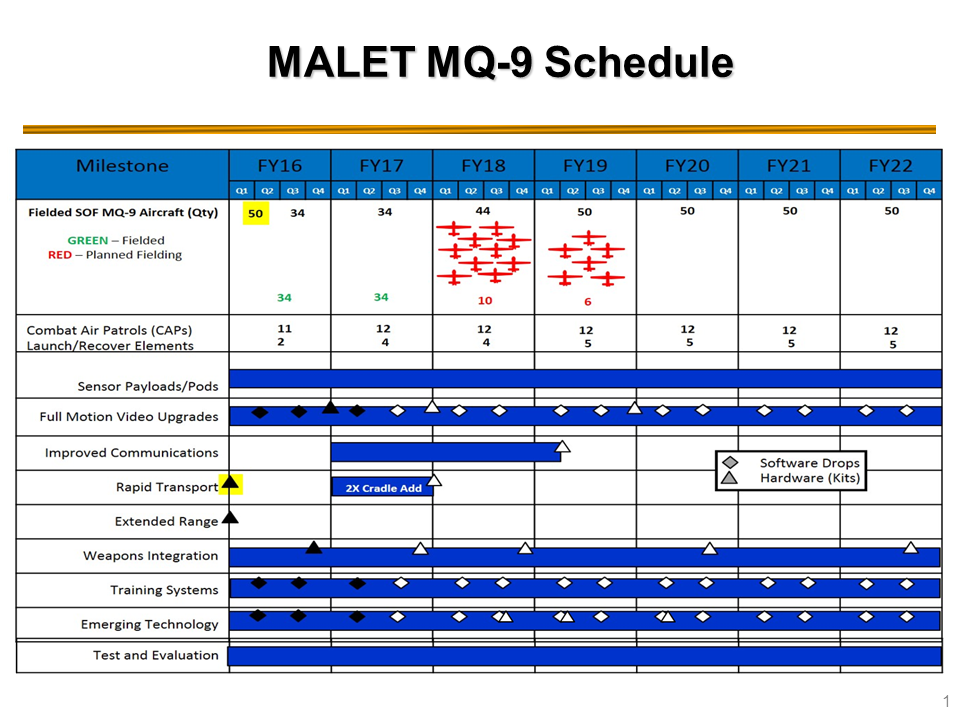 MALET MQ-9 Schedule
Milestone FY16 FY17 FY18 FY19 FY20 FY21 FY22
Q1 Q2 Q3 Q4 Q1 Q2 Q3 Q4 Q1 Q2 Q3 Q4 Q1 Q2 Q3 Q4 Q1 Q2 Q3 Q4 Q1 Q2 Q3 Q4 Q1 Q2 Q3 Q4
Fielded SOF MQ-9 Aircraft (Qty) 50 34 34 44 50 50 50 50
GREEN – Fielded
RED – Planned Fielding
34 34 10 6
Combat Air Patrols (CAPs) 11 12 12 12 12 12 12
Launch/Recover Elements 2 4 4 5 5 5 5
Sensor Payloads/Pods
Full Motion Video Upgrades
Improved Communications
Software Drops
Hardware (Kits)
Rapid Transport 2X Cradle Add
Extended Range
Weapons Integration
Training Systems
Emerging Technology
Test and Evaluation
1